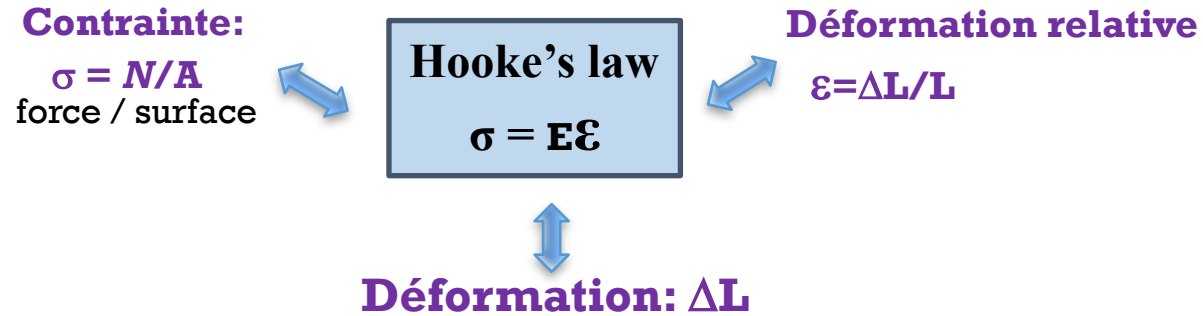 Contrainte:
σ = N/A
force / surface
Hooke’s law
σ = Eε
Déformation relative
ε=ΔL/L
Déformation: ΔL